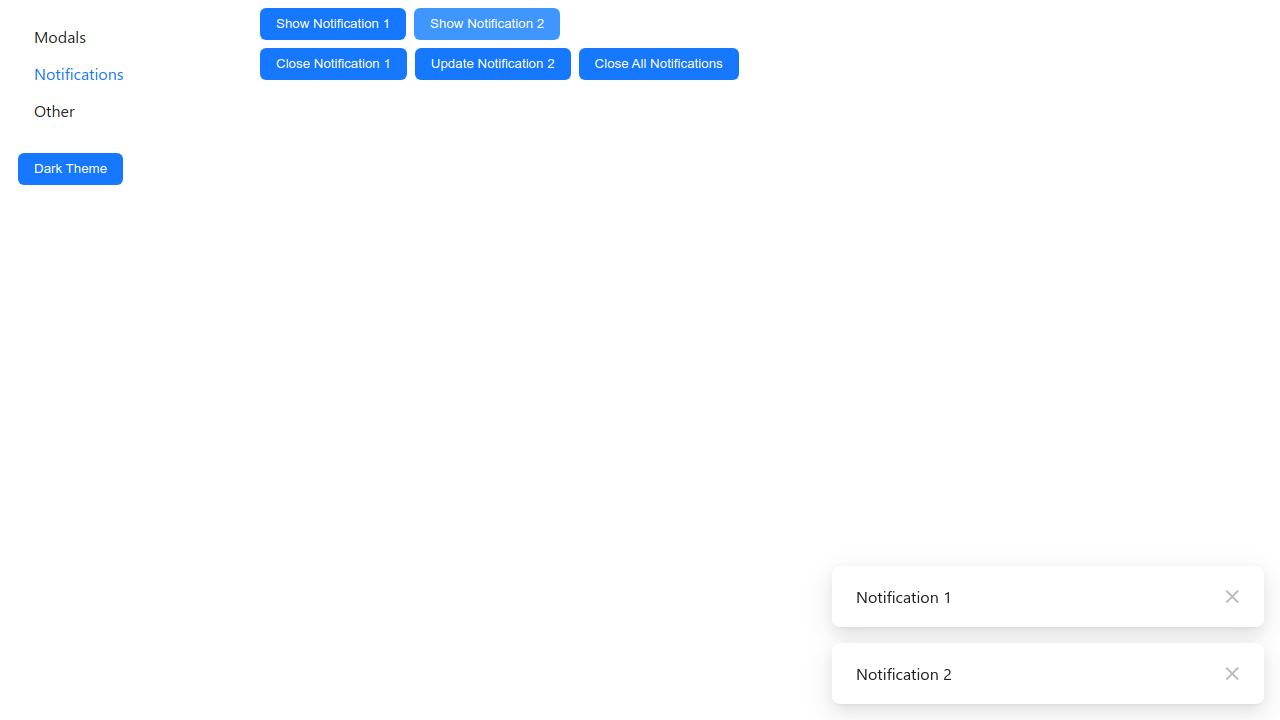 Modals
Notifications
Other
Dark Theme
Show Notification 1
Show Notification 2
Close Notification 1
Update Notification 2
Close All Notifications
Notification 1
Notification 2